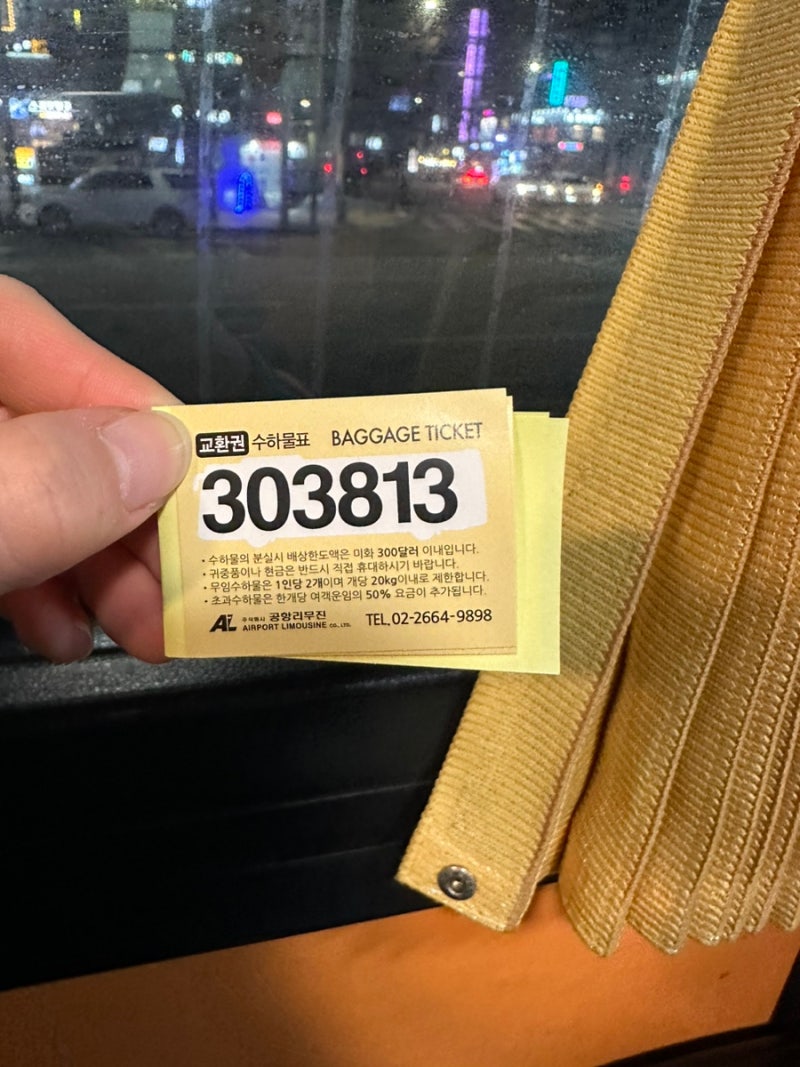 교환권 수하물표 BAGGAGE TICKET
303813
• 수하물의 분실시 배상한도액은 미화 300달러 이내입니다.
• 귀중품이나 현금은 반드시 직접 휴대하시기 바랍니다.
• 무임수하물은 1인당 2개이며 개당 20kg이내로 제한합니다.
• 초과수하물은 한개당 여객운임의 50% 요금이 추가됩니다.
AL 주식회사 공항리무진
AIRPORT LIMOUSINE CO., LTD.
TEL. 02-2664-9898